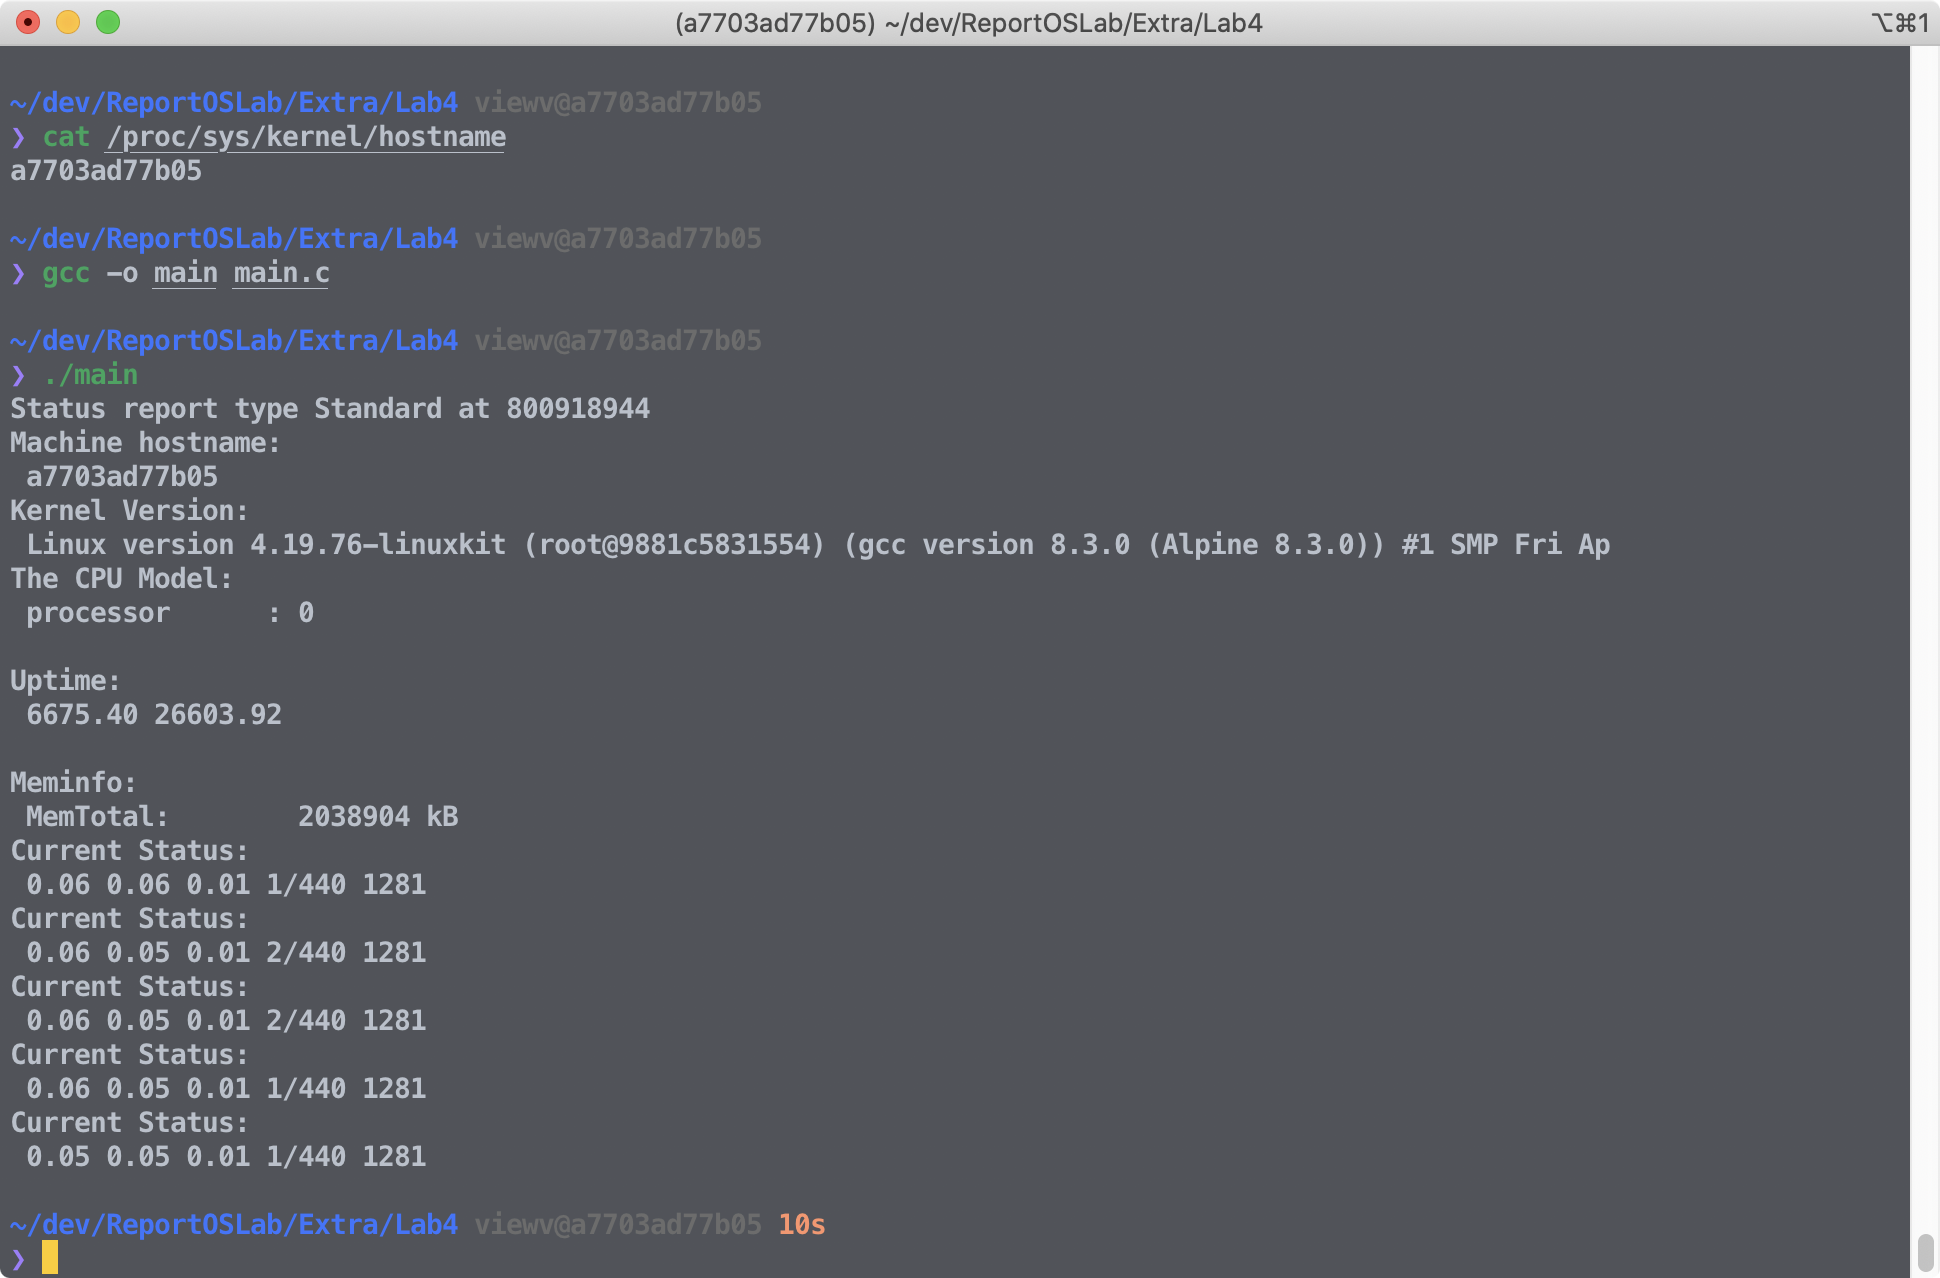 (a7703ad77b05) ~/dev/ReportOSLab/Extra/Lab4 ⌥⌘1
~/dev/ReportOSLab/Extra/Lab4 viewv@a7703ad77b05
❯ cat /proc/sys/kernel/hostname
a7703ad77b05
~/dev/ReportOSLab/Extra/Lab4 viewv@a7703ad77b05
❯ gcc -o main main.c
~/dev/ReportOSLab/Extra/Lab4 viewv@a7703ad77b05
❯ ./main
Status report type Standard at 800918944
Machine hostname:
 a7703ad77b05
Kernel Version:
 Linux version 4.19.76-linuxkit (root@9881c5831554) (gcc version 8.3.0 (Alpine 8.3.0)) #1 SMP Fri Ap
The CPU Model:
 processor      : 0
Uptime:
 6675.40 26603.92
Meminfo:
 MemTotal:        2038904 kB
Current Status:
 0.06 0.06 0.01 1/440 1281
Current Status:
 0.06 0.05 0.01 2/440 1281
Current Status:
 0.06 0.05 0.01 2/440 1281
Current Status:
 0.06 0.05 0.01 1/440 1281
Current Status:
 0.05 0.05 0.01 1/440 1281
~/dev/ReportOSLab/Extra/Lab4 viewv@a7703ad77b05 10s
❯